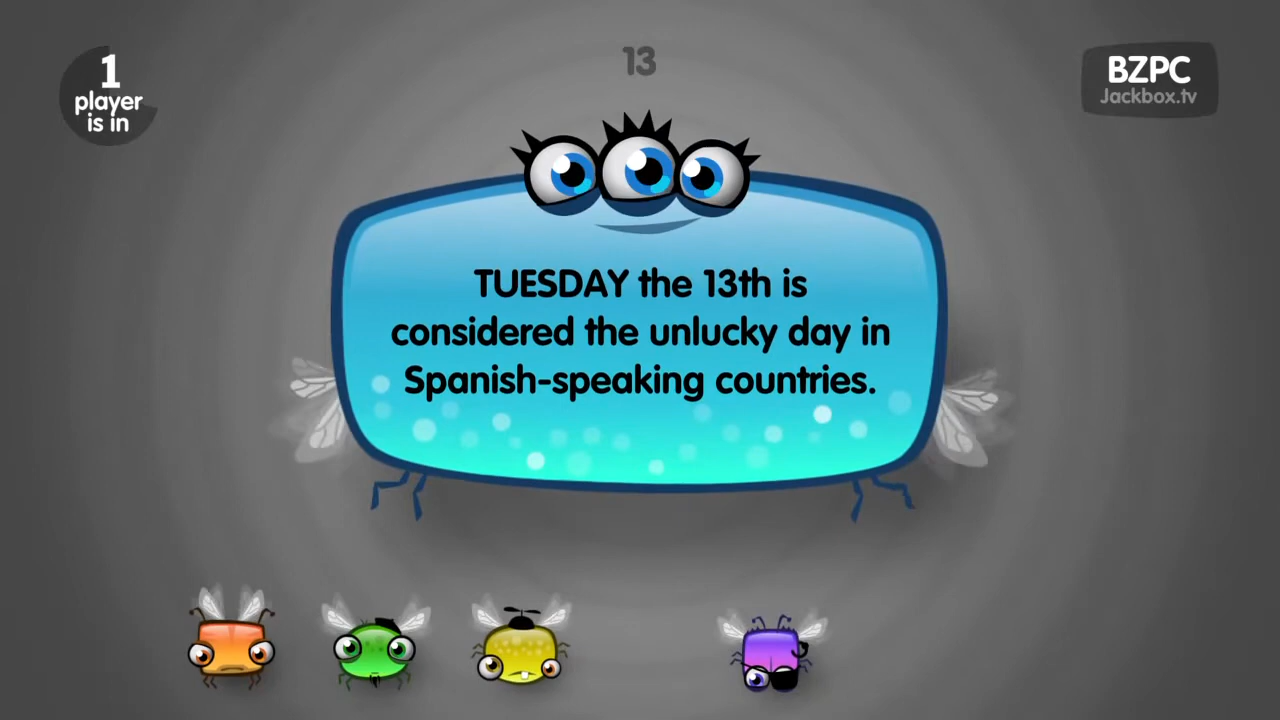 1
player
is in
13
BZPC
Jackbox.tv
TUESDAY the 13th is
considered the unlucky day in
Spanish-speaking countries.